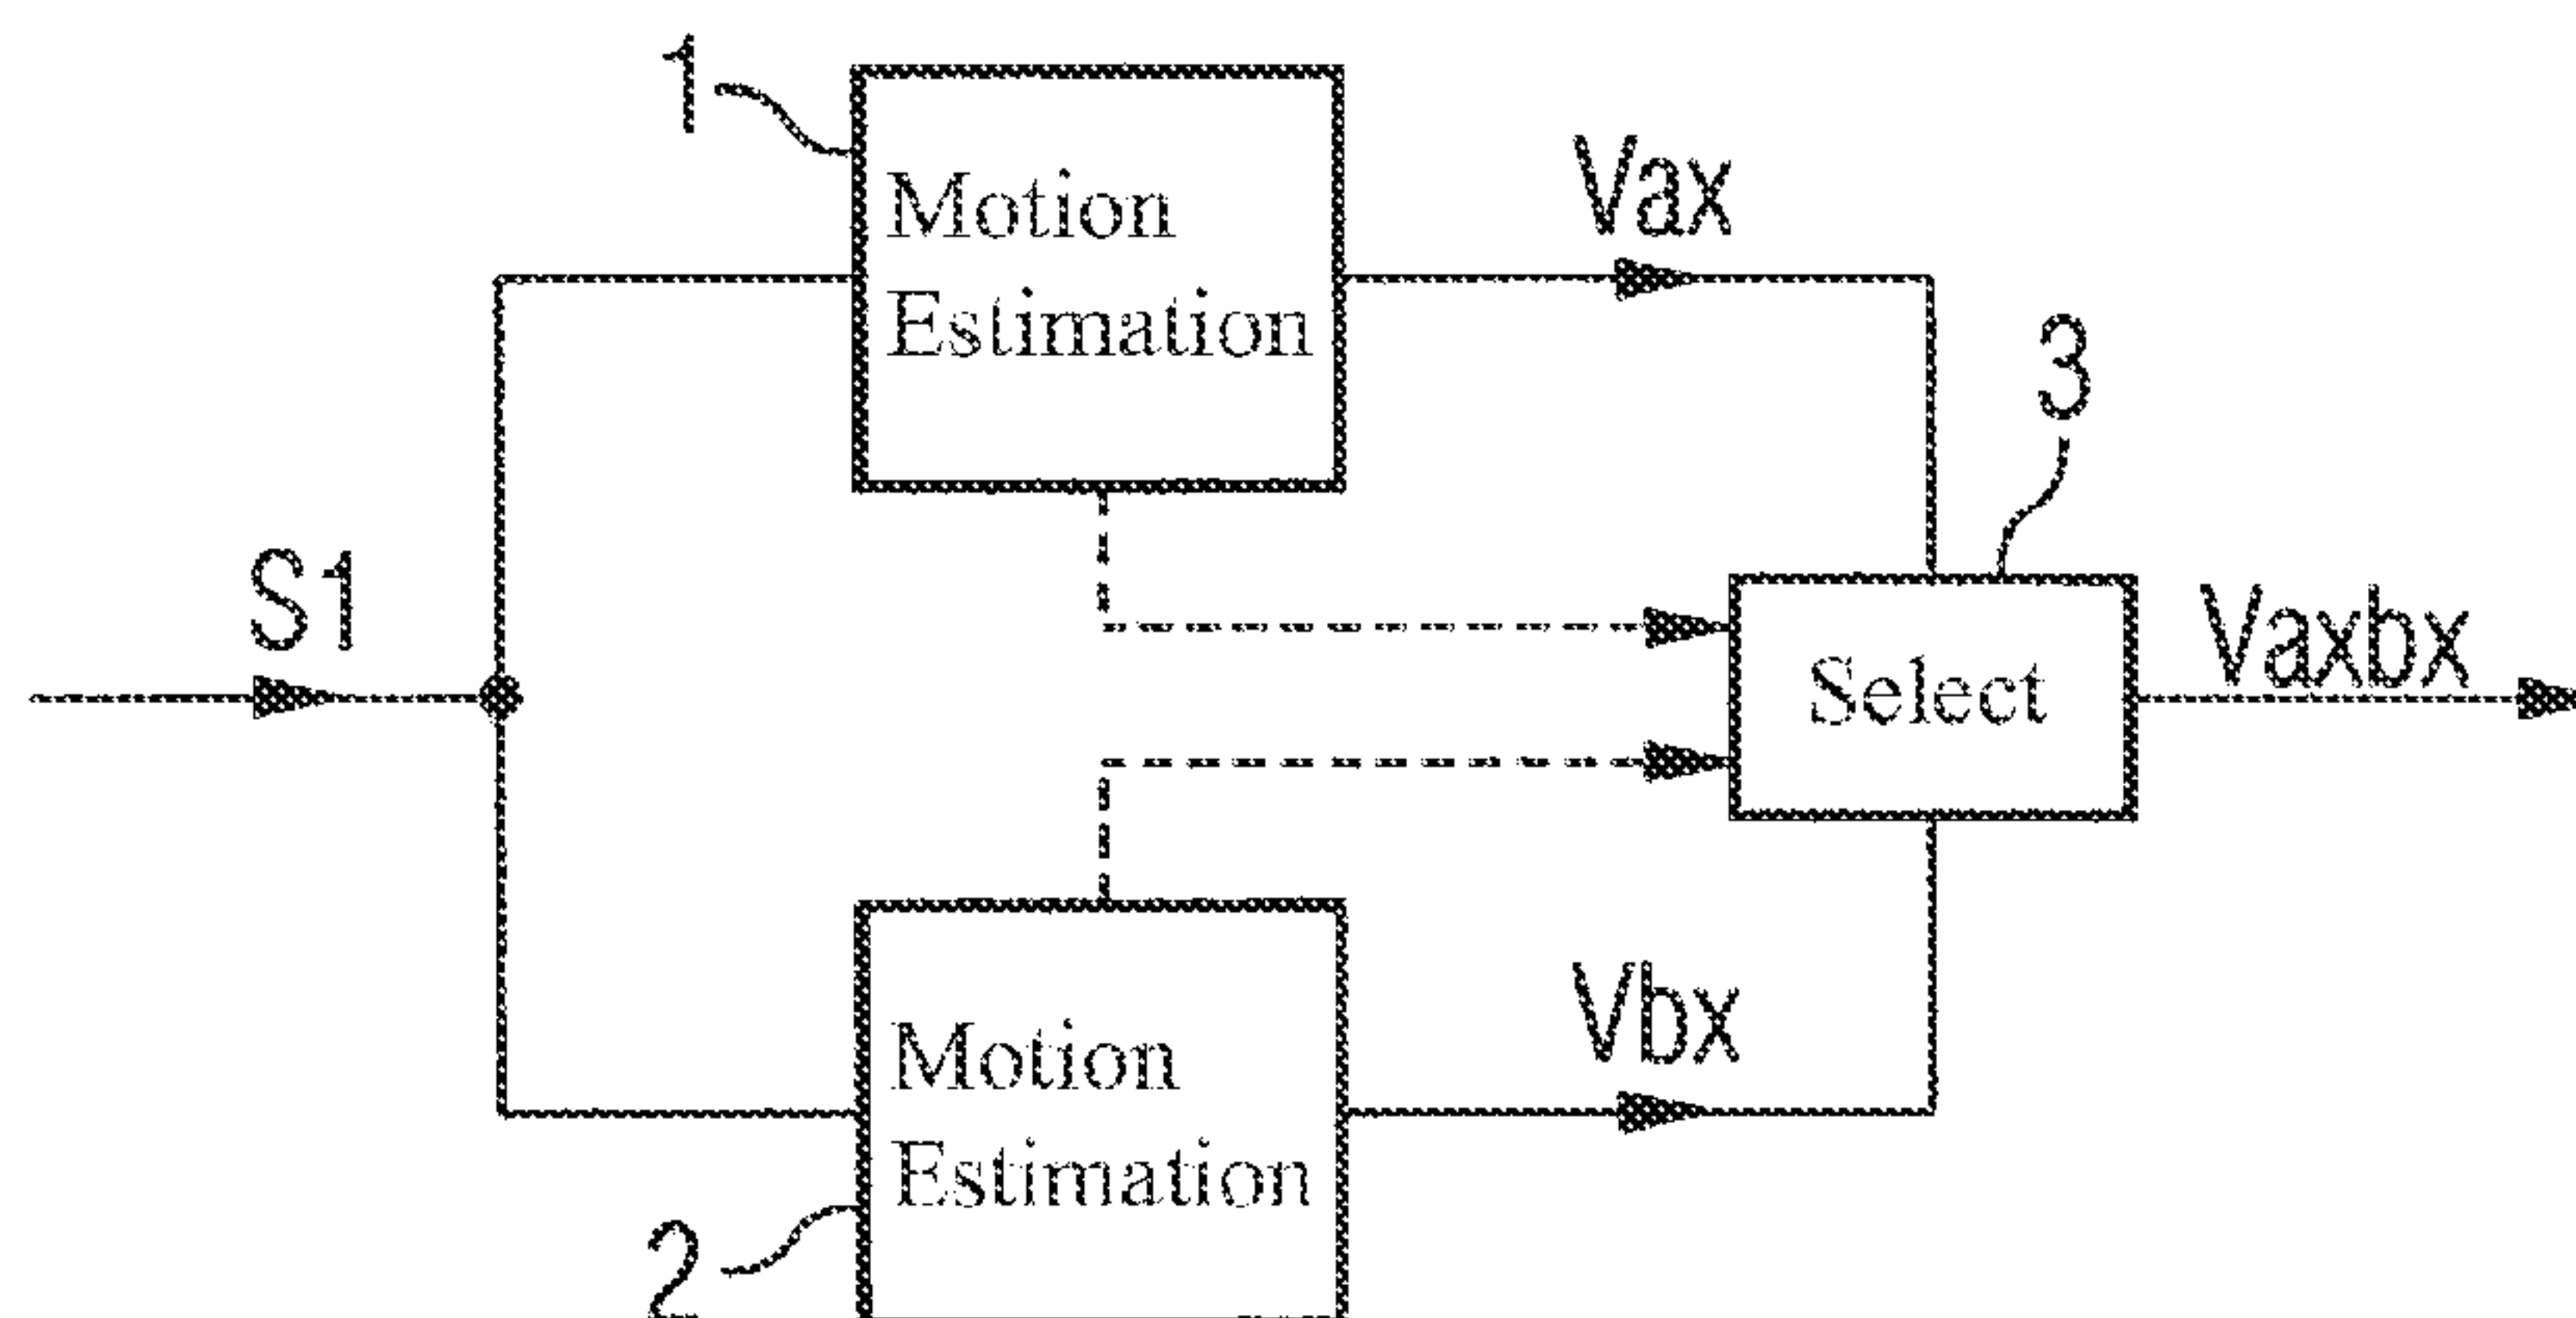 1
Motion
Estimation
Vax
3
S1
Select
Vaxbx
Motion
Estimation
Vbx
2